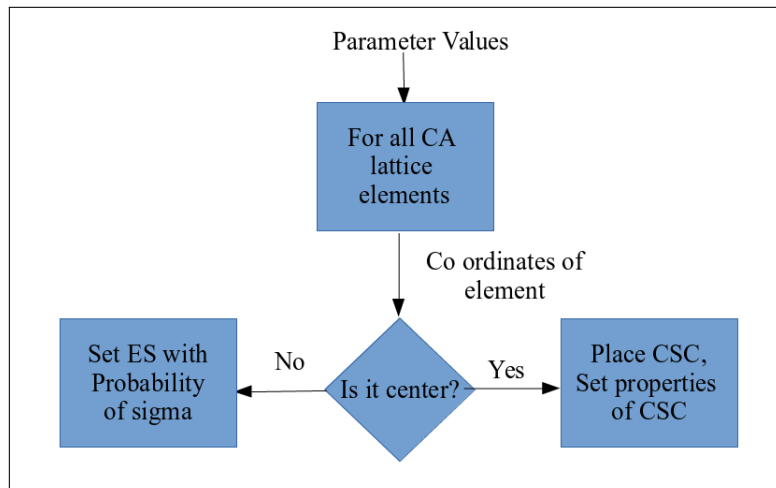 Parameter Values
For all CA
lattice
elements
Co ordinates of
element
Is it center?
No
Yes
Set ES with
Probability
of sigma
Place CSC,
Set properties
of CSC